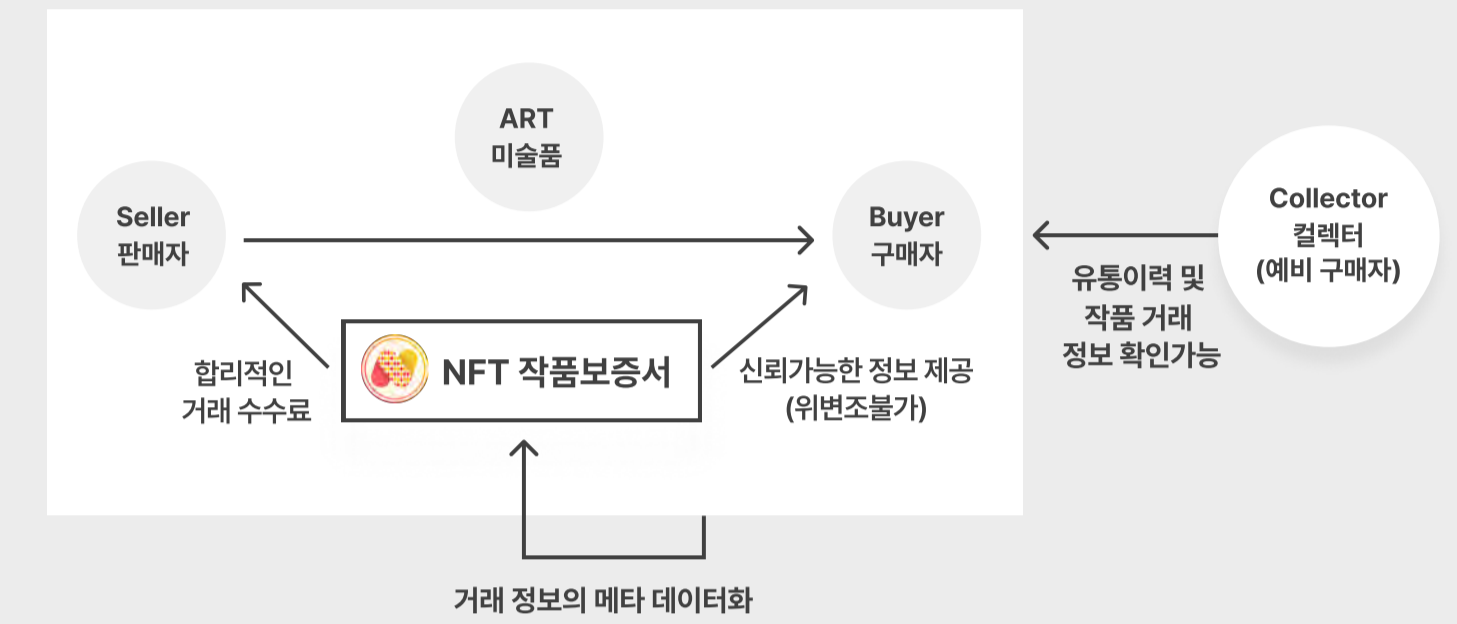 ART
미술품
Seller
판매자
Buyer
구매자
Collector
컬렉터
(예비 구매자)
유통이력 및
작품 거래
정보 확인가능
합리적인
거래 수수료
NFT 작품보증서
신뢰가능한 정보 제공
(위변조불가)
거래 정보의 메타 데이터화